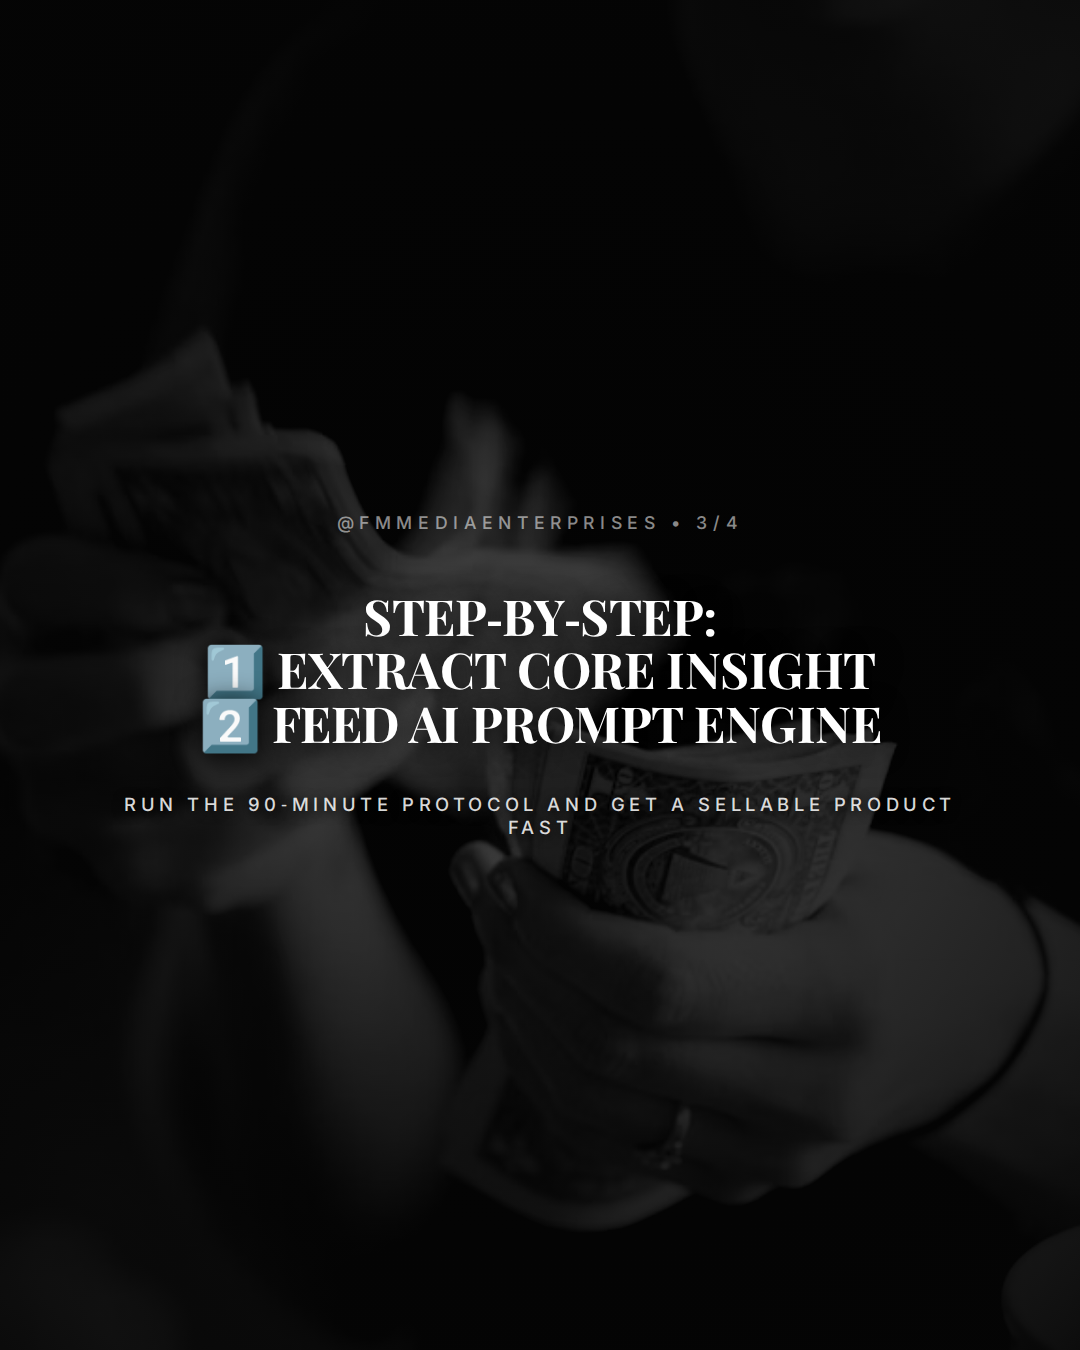 @FMMEDIAENTERPRISES • 3/4
STEP-BY-STEP:
1️⃣ EXTRACT CORE INSIGHT
2️⃣ FEED AI PROMPT ENGINE
RUN THE 90-MINUTE PROTOCOL AND GET A SELLABLE PRODUCT
FAST